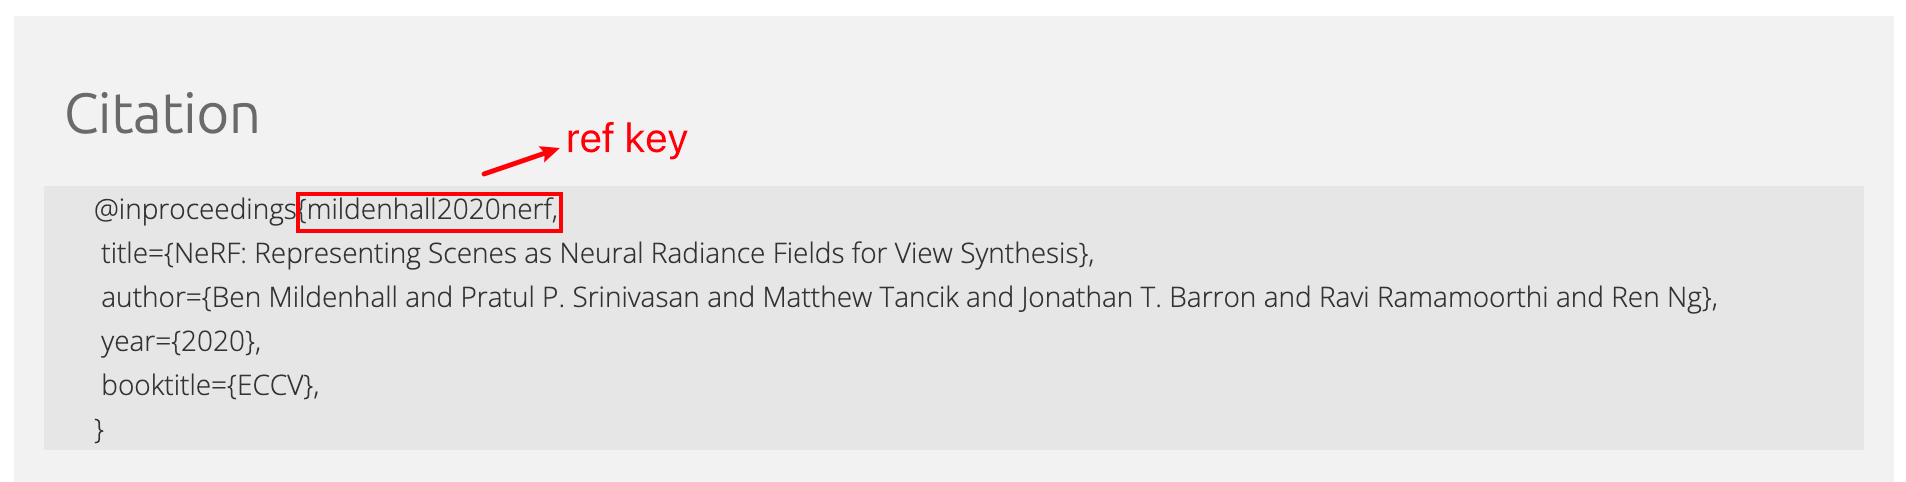 Citation
ref key
@inproceedings{mildenhall2020nerf,
title={NeRF: Representing Scenes as Neural Radiance Fields for View Synthesis},
author={Ben Mildenhall and Pratul P. Srinivasan and Matthew Tancik and Jonathan T. Barron and Ravi Ramamoorthi and Ren Ng},
year={2020},
booktitle={ECCV},
}